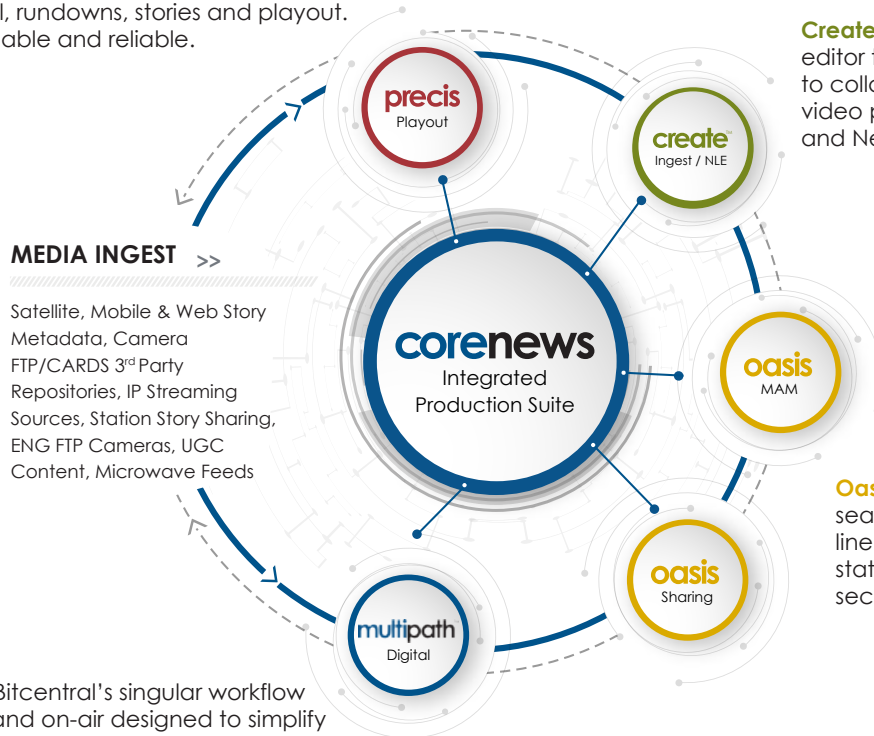 l, rundowns, stories and playout.
able and reliable.
precis
Playout
create™
Ingest / NLE
Create
editor
to colla
video p
and Ne
MEDIA INGEST >>
Satellite, Mobile & Web Story
Metadata, Camera
FTP/CARDS 3rd Party
Repositories, IP Streaming
Sources, Station Story Sharing,
ENG FTP Cameras, UGC
Content, Microwave Feeds
corenews
Integrated
Production Suite
oasis
MAM
Oas
sea
line
stat
sec
oasis
Sharing
multipath
Digital
Bitcentral’s singular workflow
and on-air designed to simplify